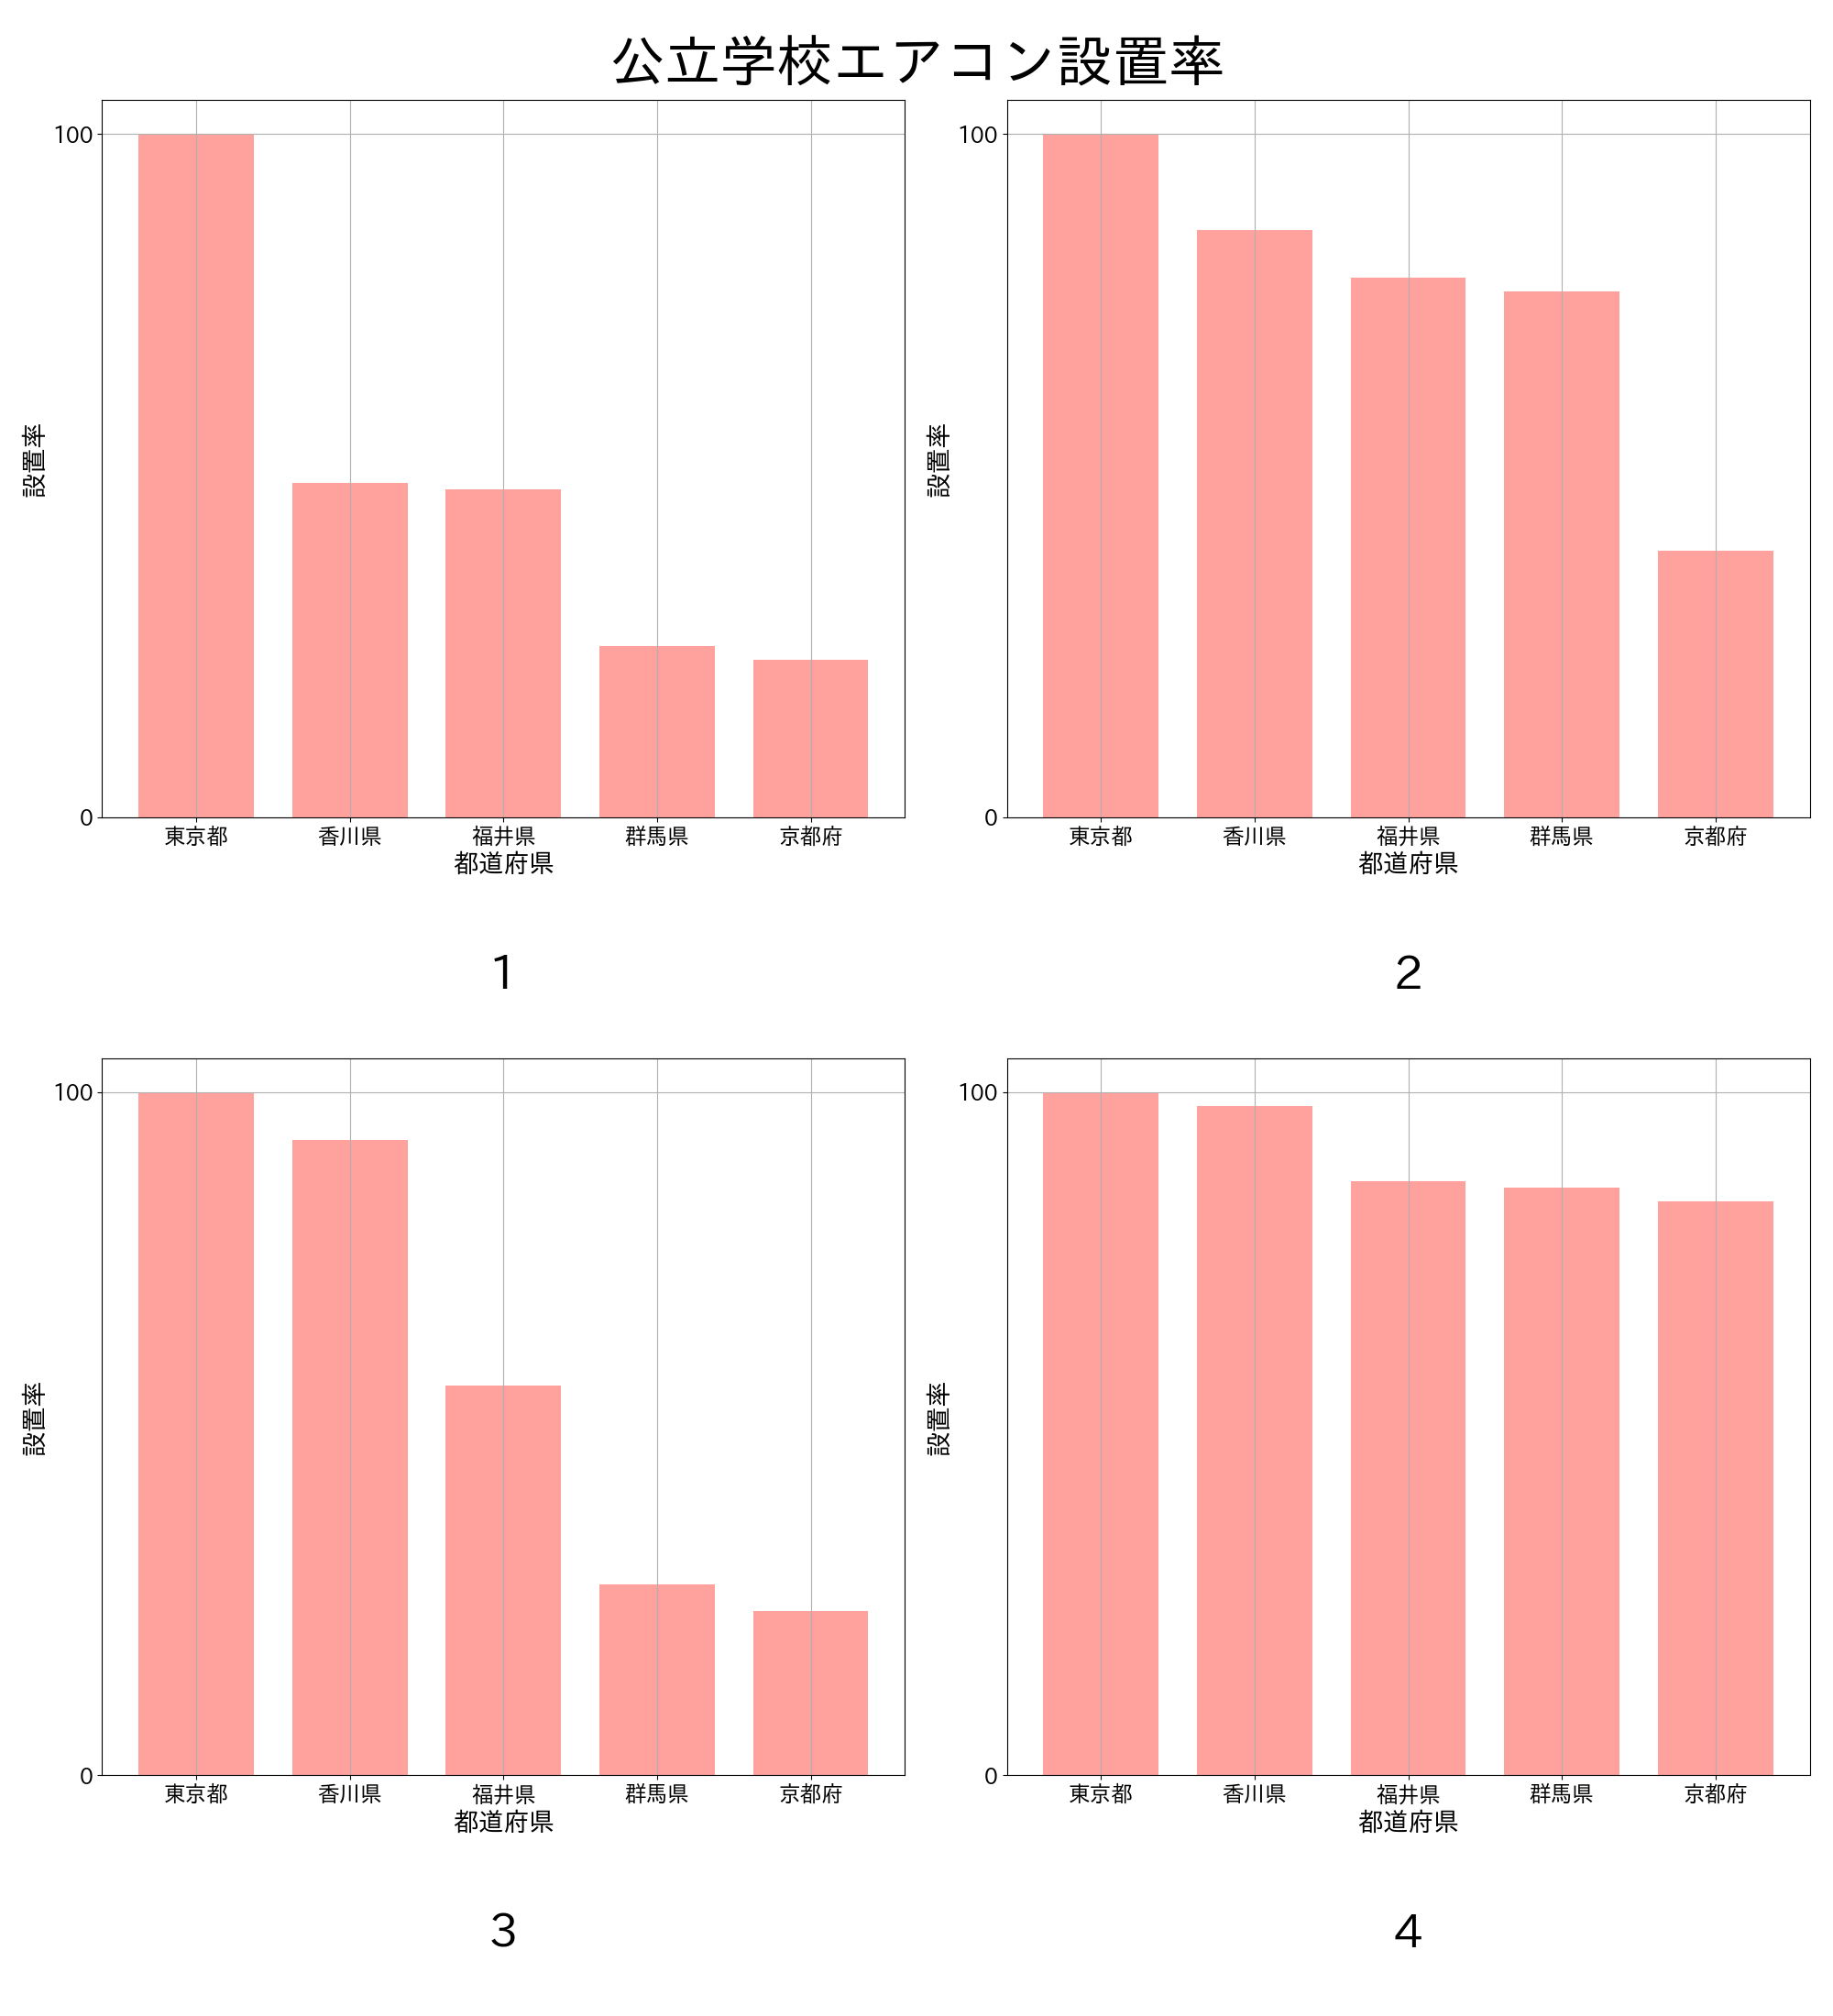 公立学校エアコン設置率
100
設置率
0
東京都 香川県 福井県 群馬県 京都府
都道府県
1
100
設置率
0
東京都 香川県 福井県 群馬県 京都府
都道府県
2
100
設置率
0
東京都 香川県 福井県 群馬県 京都府
都道府県
3
100
設置率
0
東京都 香川県 福井県 群馬県 京都府
都道府県
4